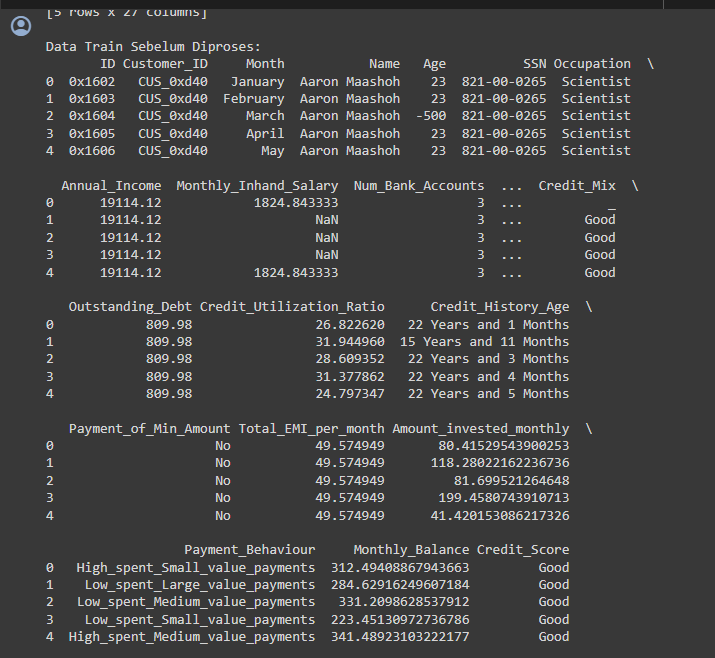 [5 rows x 27 columns]
Data Train Sebelum Diproses:
ID Customer_ID Month Name Age SSN Occupation \
0 0x1602 CUS_0xd40 January Aaron Maashoh 23 821-00-0265 Scientist
1 0x1603 CUS_0xd40 February Aaron Maashoh 23 821-00-0265 Scientist
2 0x1604 CUS_0xd40 March Aaron Maashoh -500 821-00-0265 Scientist
3 0x1605 CUS_0xd40 April Aaron Maashoh 23 821-00-0265 Scientist
4 0x1606 CUS_0xd40 May Aaron Maashoh 23 821-00-0265 Scientist
Annual_Income Monthly_Inhand_Salary Num_Bank_Accounts ... Credit_Mix \
0 19114.12 1824.843333 3 ... _
1 19114.12 NaN 3 ... Good
2 19114.12 NaN 3 ... Good
3 19114.12 NaN 3 ... Good
4 19114.12 1824.843333 3 ... Good
Outstanding_Debt Credit_Utilization_Ratio Credit_History_Age \
0 809.98 26.822620 22 Years and 1 Months
1 809.98 31.944960 15 Years and 11 Months
2 809.98 28.609352 22 Years and 3 Months
3 809.98 31.377862 22 Years and 4 Months
4 809.98 24.797347 22 Years and 5 Months
Payment_of_Min_Amount Total_EMI_per_month Amount_invested_monthly \
0 No 49.574949 80.41529543900253
1 No 49.574949 118.28022162236736
2 No 49.574949 81.699521264648
3 No 49.574949 199.4580743910713
4 No 49.574949 41.420153086217326
Payment_Behaviour Monthly_Balance Credit_Score
0 High_spent_Small_value_payments 312.49408867943663 Good
1 Low_spent_Large_value_payments 284.62916249607184 Good
2 Low_spent_Medium_value_payments 331.2098628537912 Good
3 Low_spent_Small_value_payments 223.45130972736786 Good
4 High_spent_Medium_value_payments 341.48923103222177 Good